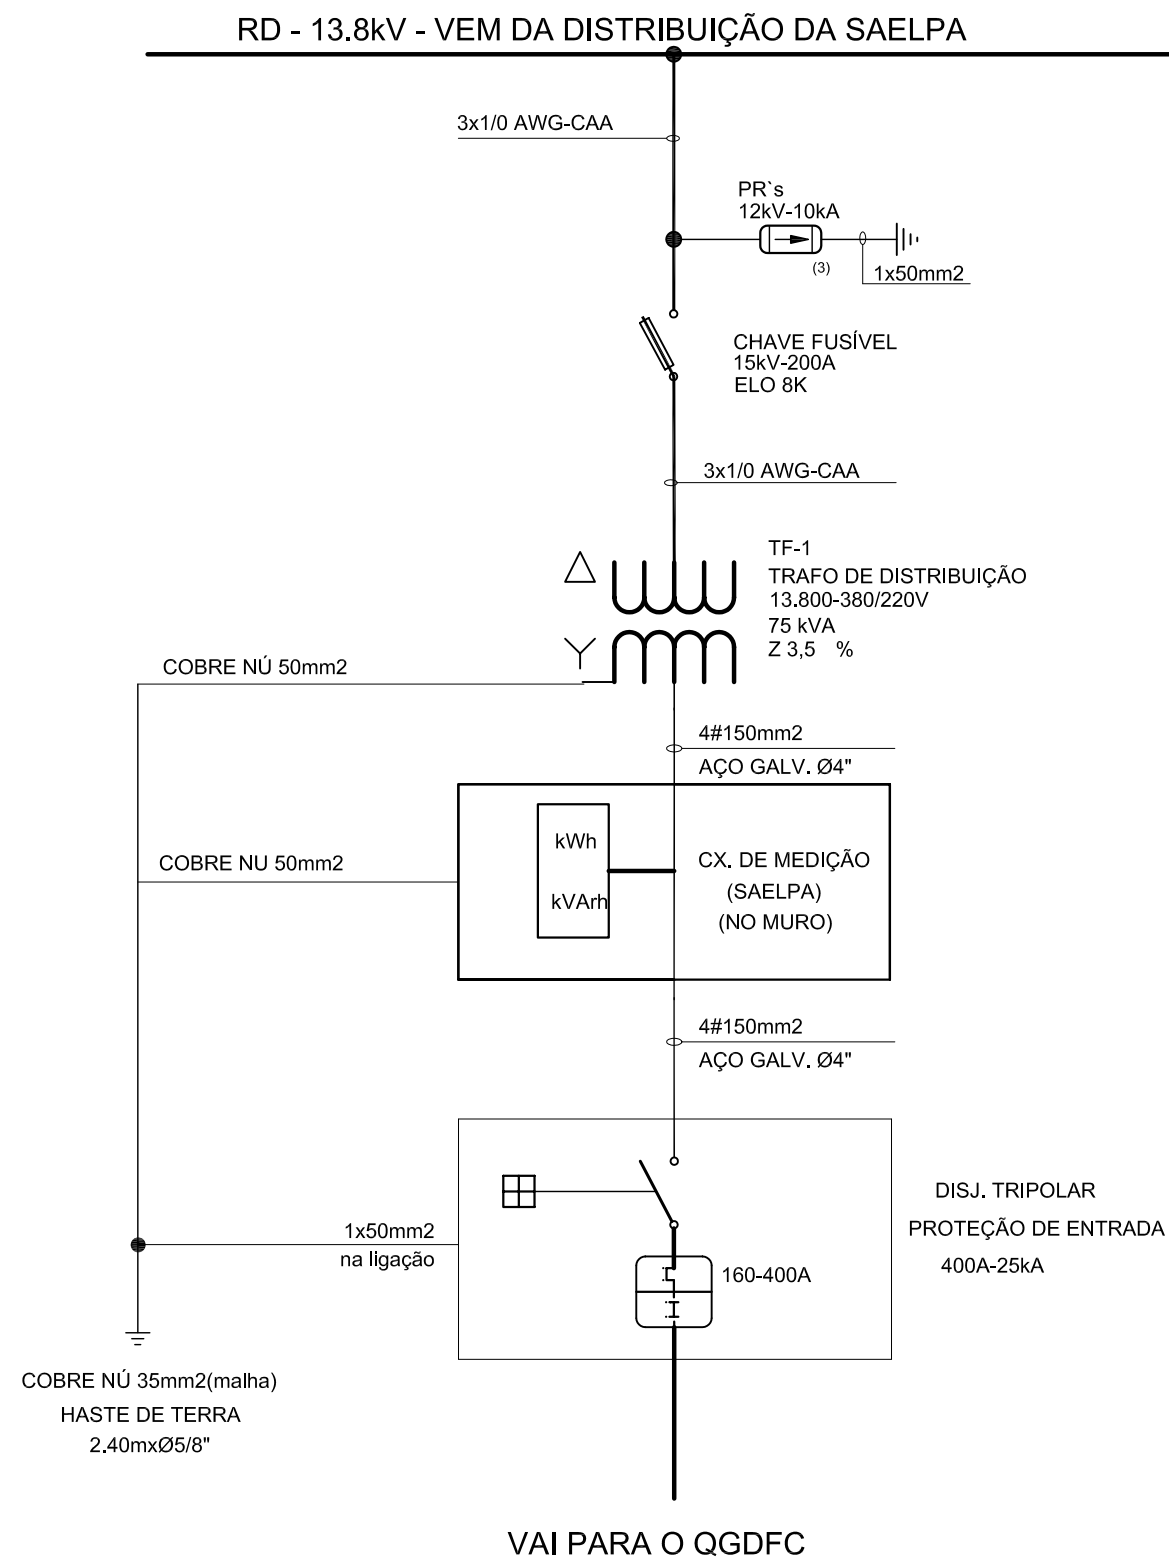 RD - 13.8kV - VEM DA DISTRIBUIÇÃO DA SAELPA
3x1/0 AWG-CAA
PR`s
12kV-10kA
(3)
1x50mm2
CHAVE FUSÍVEL
15kV-200A
ELO 8K
3x1/0 AWG-CAA
TF-1
TRAFO DE DISTRIBUIÇÃO
13.800-380/220V
75 kVA
Z 3,5 %
COBRE NÚ 50mm2
4#150mm2
AÇO GALV. Ø4"
kWh
kVArh
CX. DE MEDIÇÃO
(SAELPA)
(NO MURO)
COBRE NU 50mm2
4#150mm2
AÇO GALV. Ø4"
DISJ. TRIPOLAR
PROTEÇÃO DE ENTRADA
400A-25kA
1x50mm2
na ligação
160-400A
COBRE NÚ 35mm2(malha)
HASTE DE TERRA
2.40mxØ5/8"
VAI PARA O QGDFC